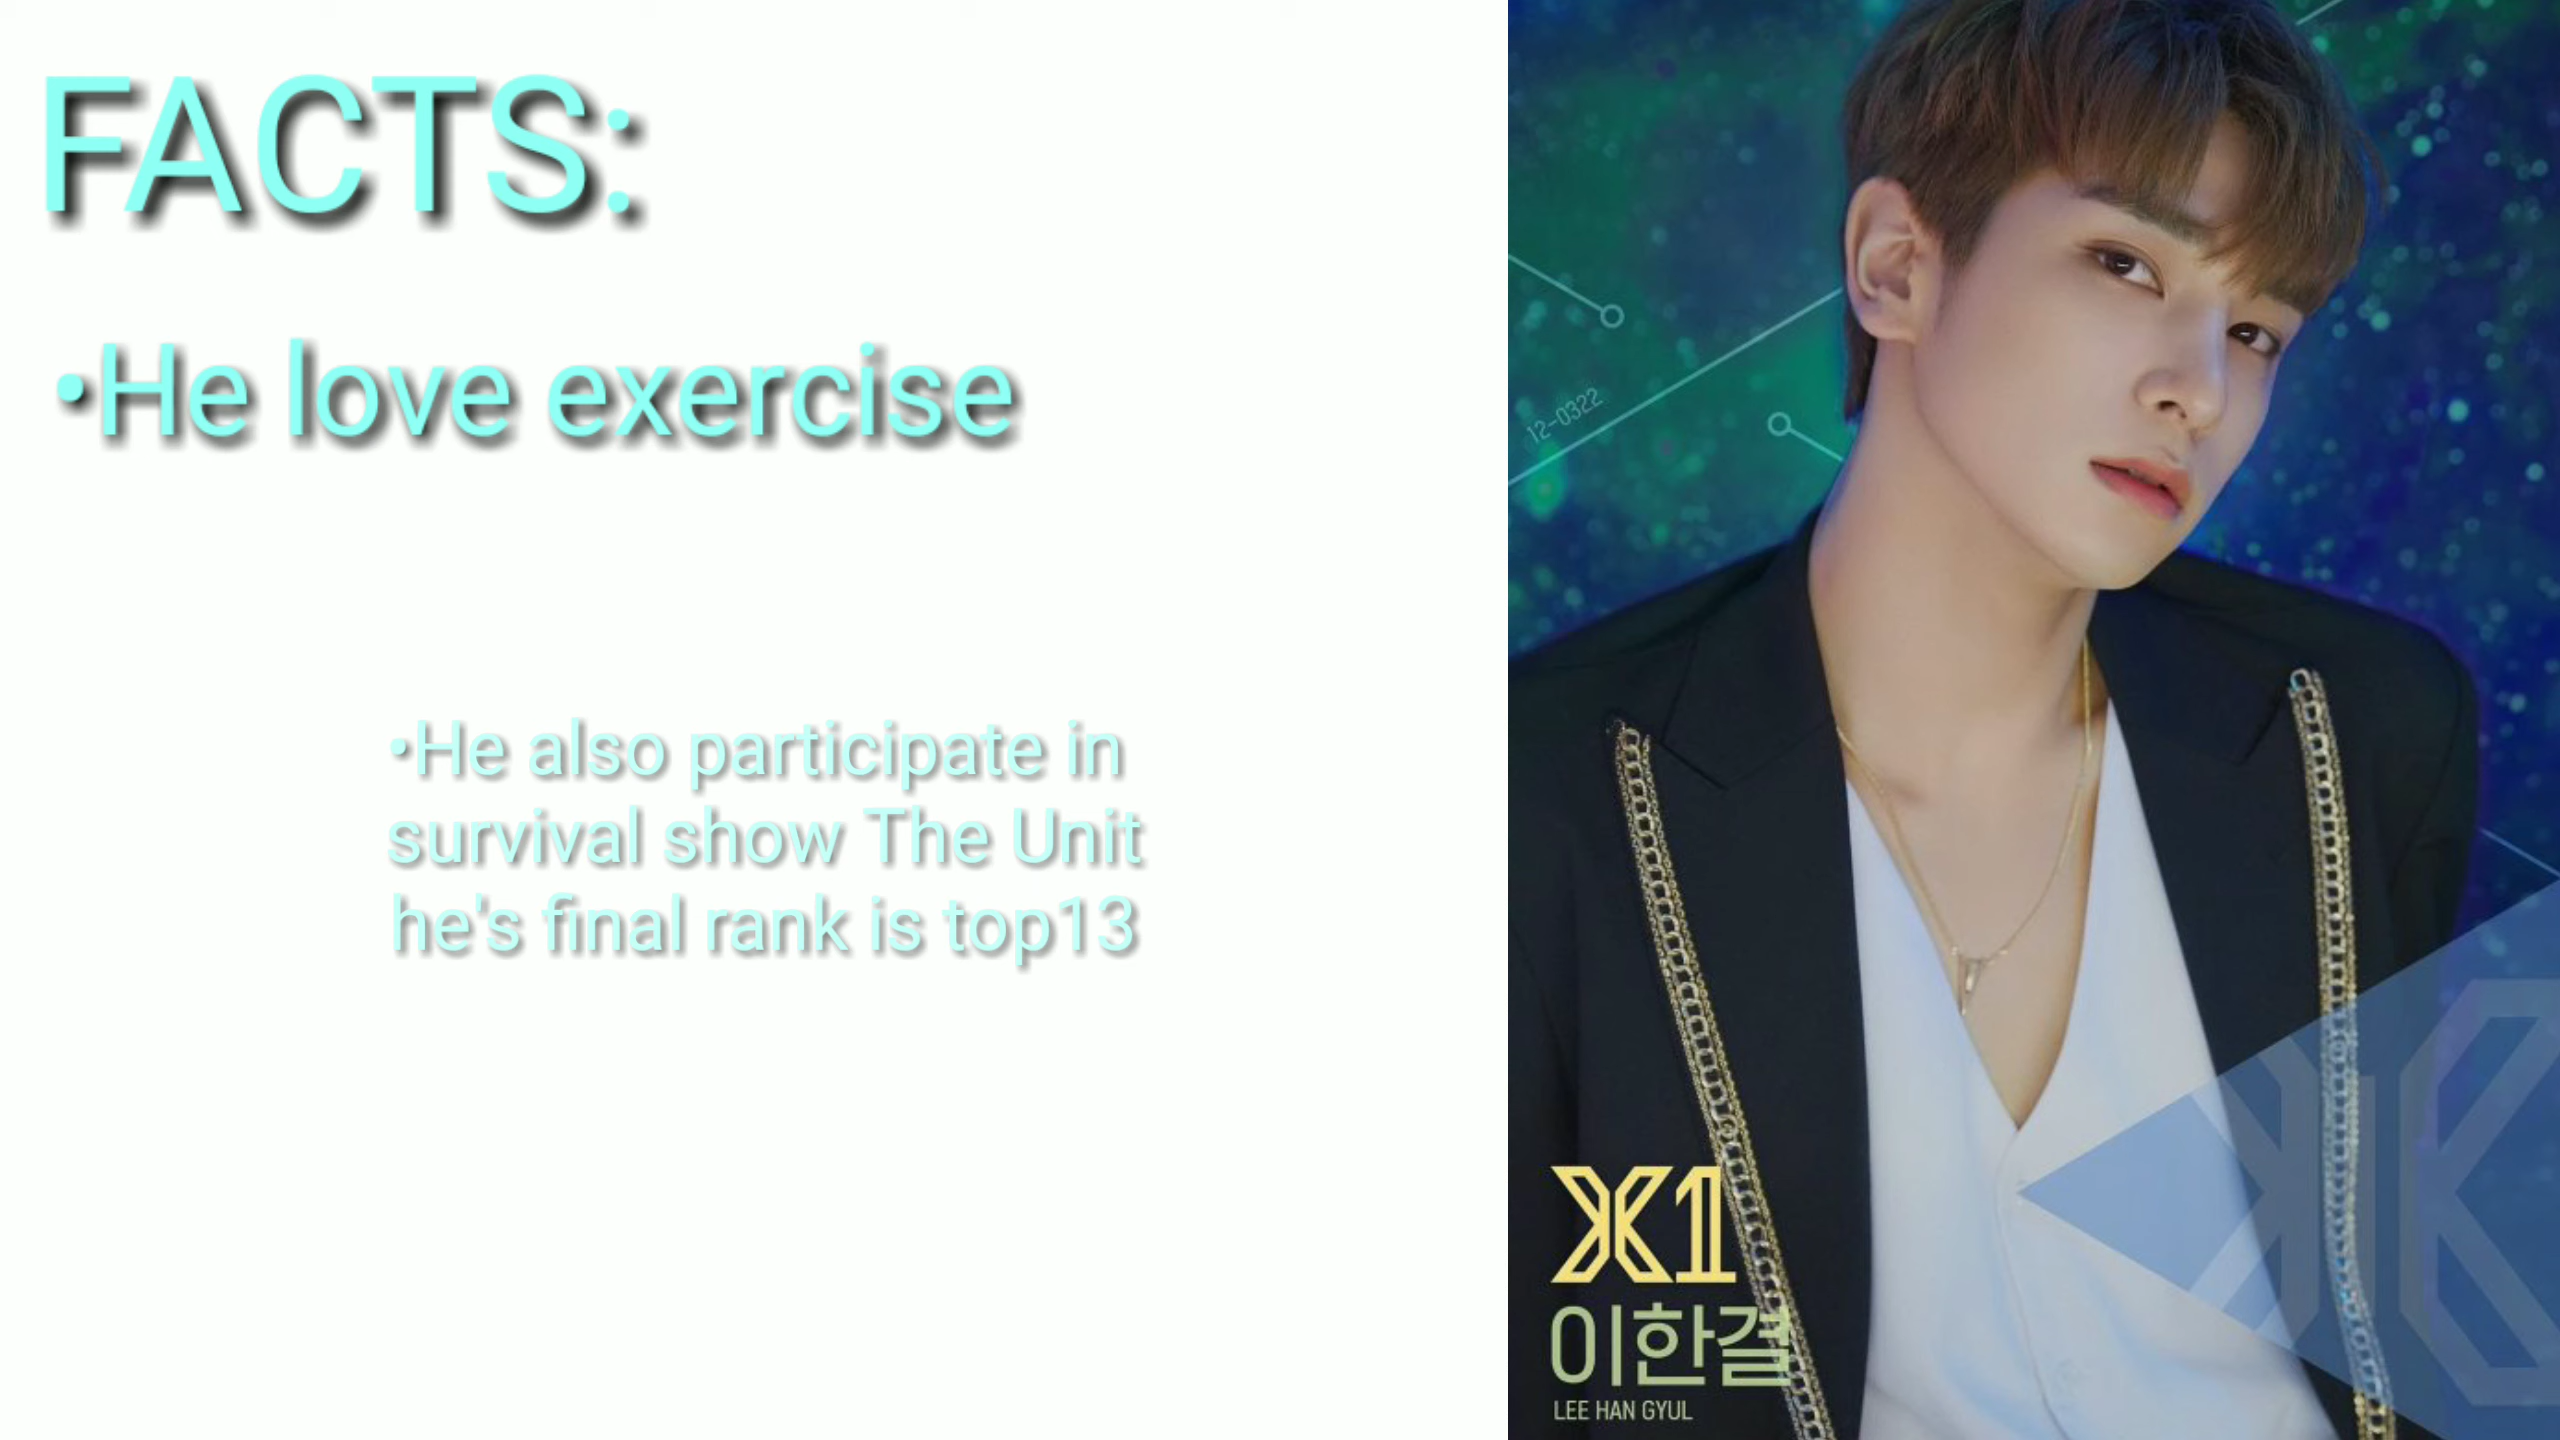 FACTS:
•He love exercise
•He also participate in
survival show The Unit
he's final rank is top13
12-0322
X1
이한결
LEE HAN GYUL